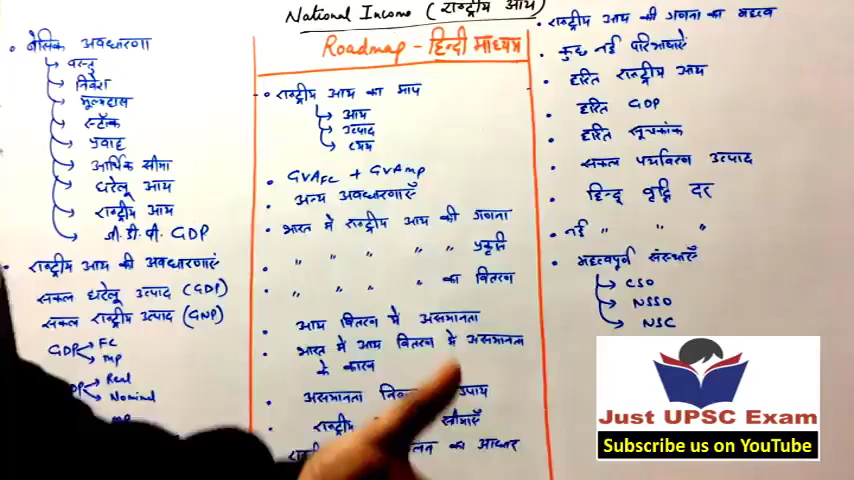 National Income (राष्ट्रीय आय)
Roadmap - हिन्दी माध्यम
• बेसिक अवधारणा
वस्तु
निवेश
मूल्यह्रास
स्टॉक
प्रवाह
आर्थिक सीमा
घरेलू आय
राष्ट्रीय आय
जी.डी.पी. GDP
• राष्ट्रीय आय की अवधारणाएं
सकल घरेलू उत्पाद (GDP)
सकल राष्ट्रीय उत्पाद (GNP)
GDP FC
MP
Real
Nominal
• राष्ट्रीय आय का माप
आय
उत्पाद
व्यय
• GVAFC + GVAmp
• अन्य अवधारणाएँ
• भारत में राष्ट्रीय आय की गणना
• " " " " " प्रकृति
• " " " " का वितरण
• आय वितरण में असमानता
• भारत में आय वितरण में असमानता
के कारण
• असमानता उपाय
• राष्ट्रीय सीमाएँ
का आधार
• राष्ट्रीय आय की गणना का महत्व
• कुछ नई परिभाषाएँ
• हरित राष्ट्रीय आय
• हरित GDP
• हरित सूचकांक
• सकल पर्यावरण उत्पाद
• हिन्दू वृद्धि दर
• नई " " "
• महत्वपूर्ण संस्थाएँ
CSO
NSSO
NSC
Just UPSC Exam
Subscribe us on YouTube